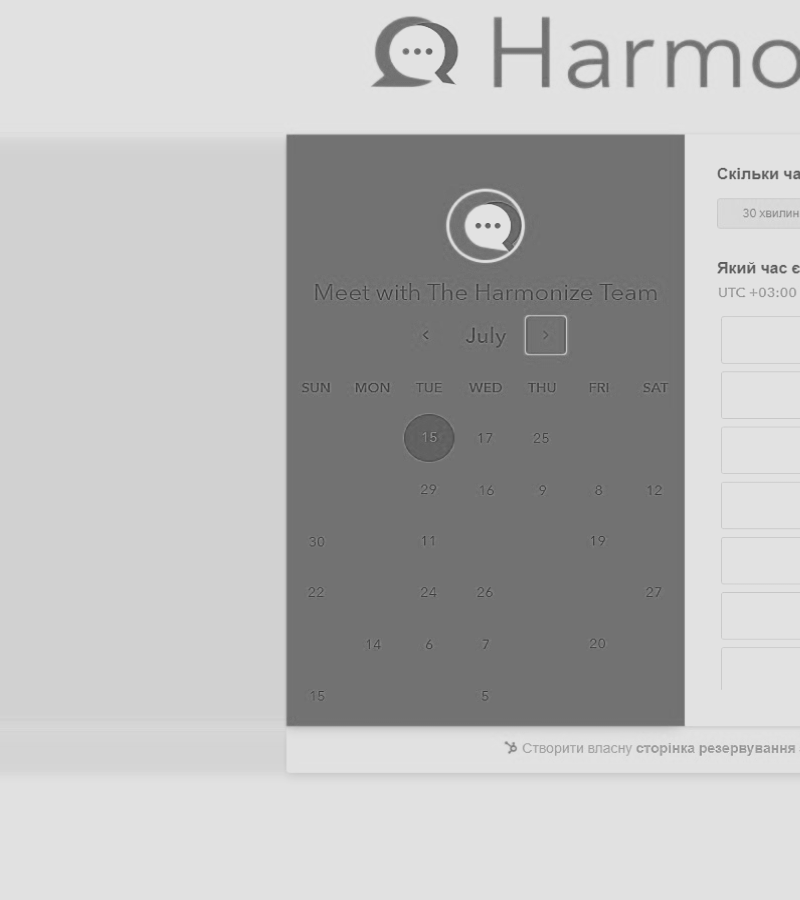 Harmo
Meet with The Harmonize Team
July
SUN MON TUE WED THU FRI SAT
15 17 25
29 16 9 8 12
30 11 19
22 24 26 27
14 6 7 20
15 5
Скільки ча
30 хвилин
Який час є
UTC +03:00
Створити власну сторінка резервування